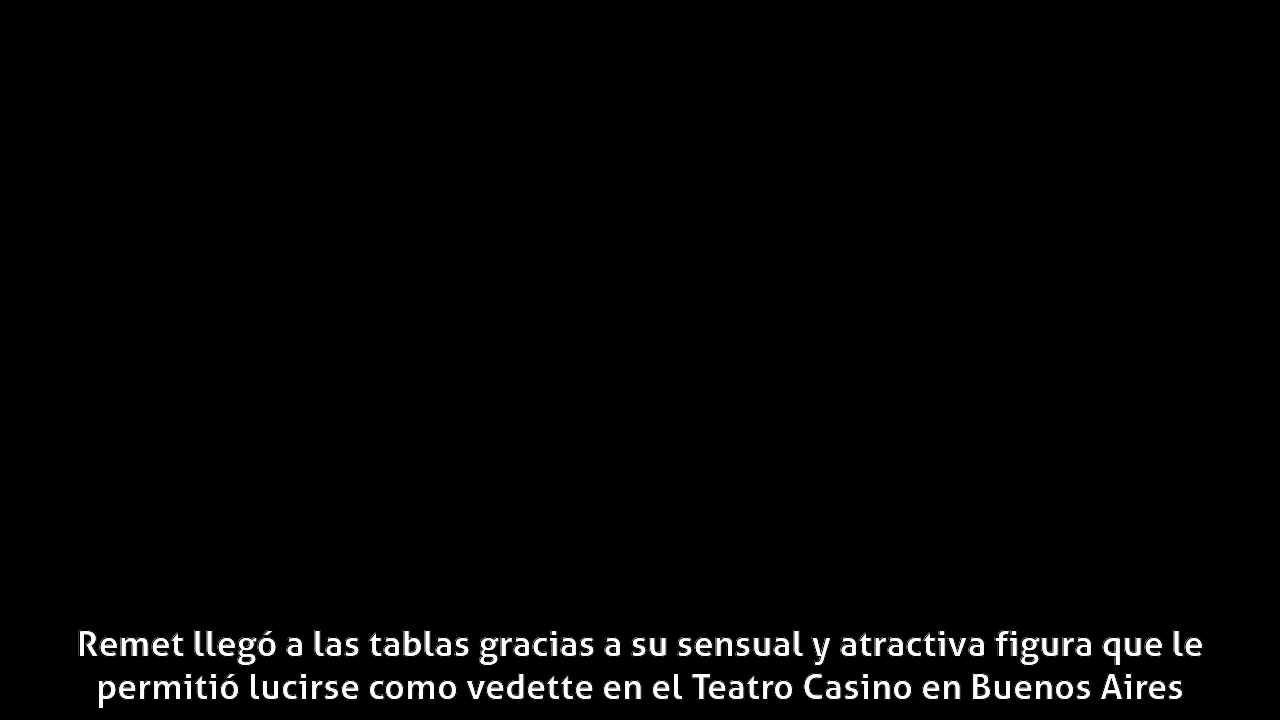 Remet llegó a las tablas gracias a su sensual y atractiva figura que le
permitió lucirse como vedette en el Teatro Casino en Buenos Aires